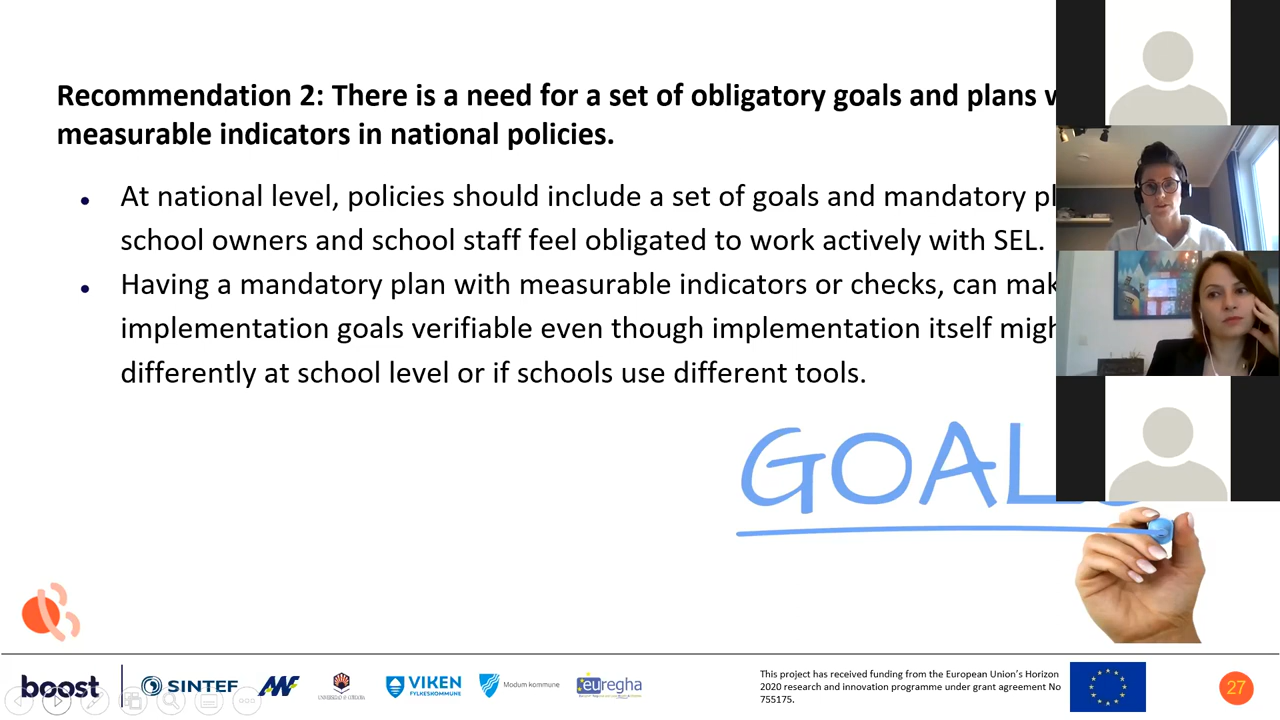 Recommendation 2: There is a need for a set of obligatory goals and plans
measurable indicators in national policies.
• At national level, policies should include a set of goals and mandatory
school owners and school staff feel obligated to work actively with SEL.
• Having a mandatory plan with measurable indicators or checks, can
implementation goals verifiable even though implementation itself
differently at school level or if schools use different tools.
GOAL
boost
SINTEF
VIKEN
FYLKESKOMMUNE
Modum kommune
euregha
This project has received funding from the European Union's Horizon
2020 research and innovation programme under grant agreement No
755175.
27